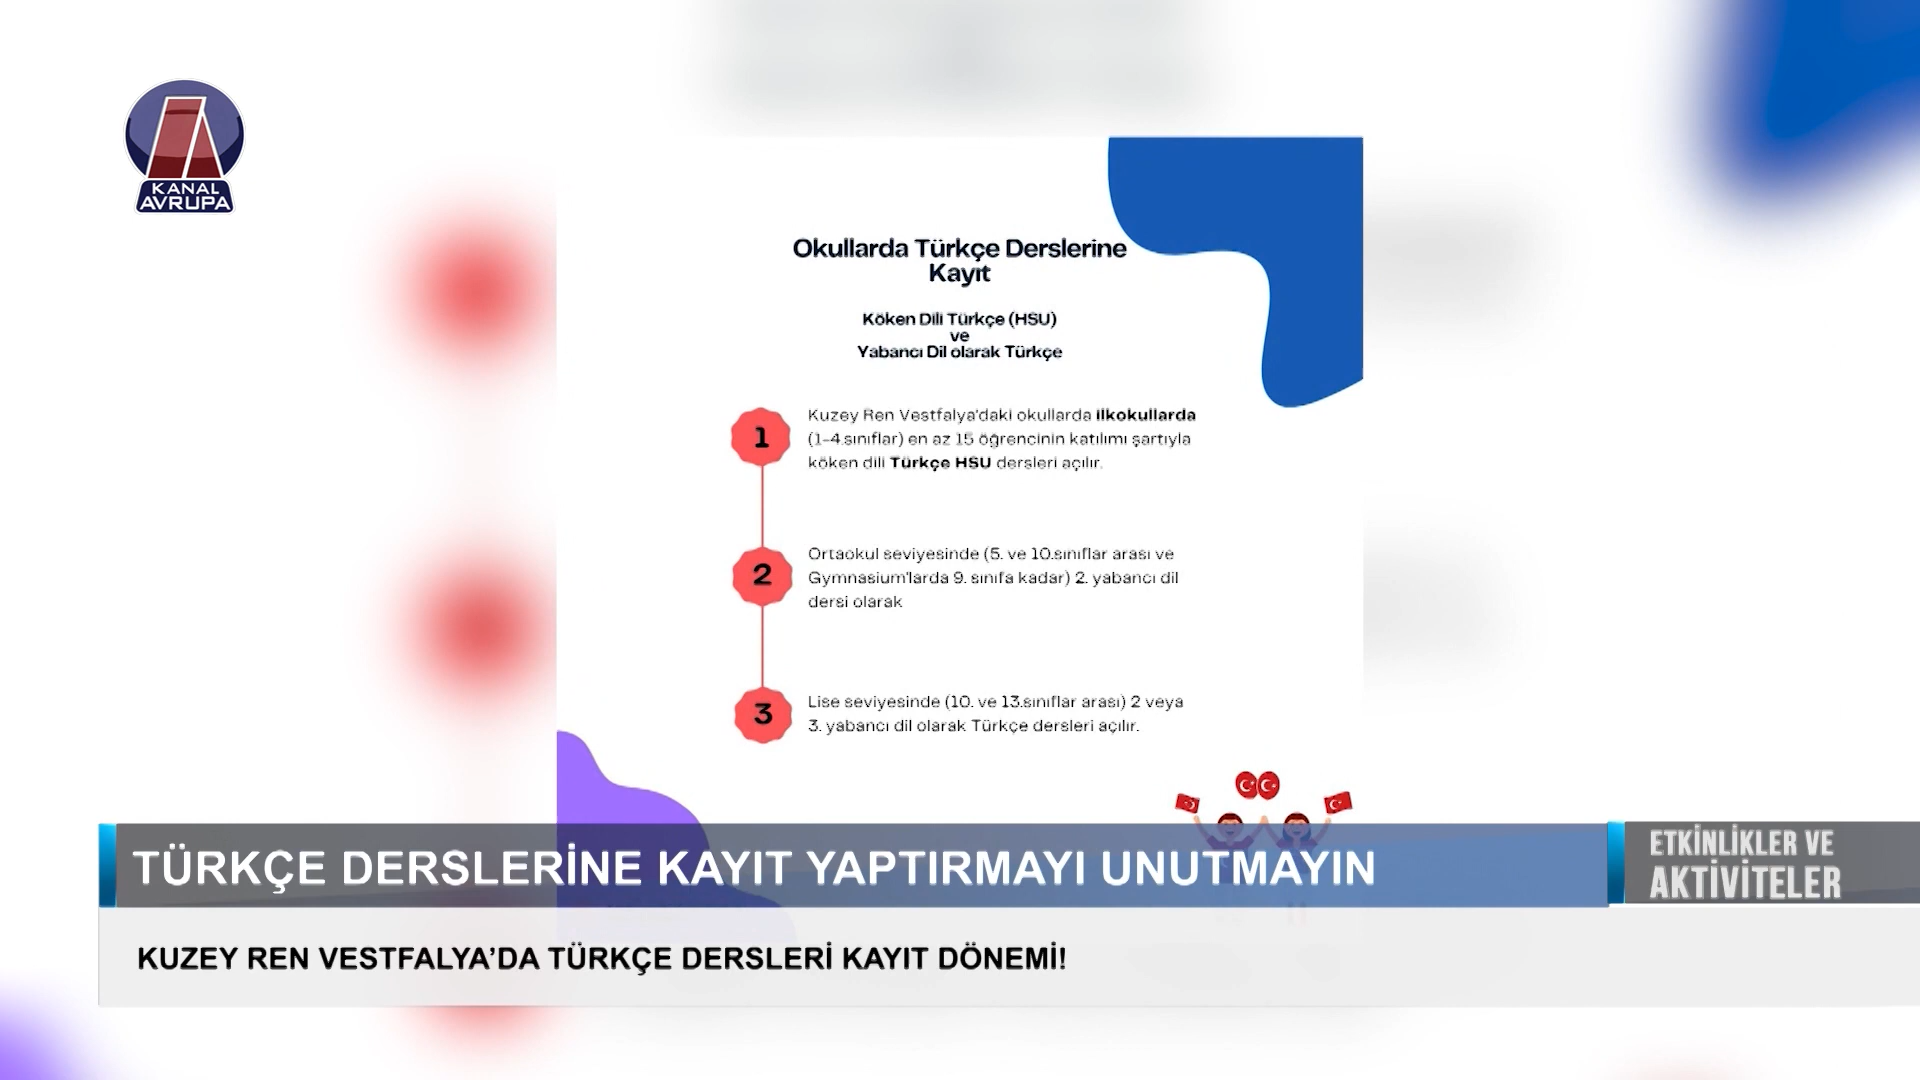 KANAL
AVRUPA
Okullarda Türkçe Derslerine
Kayıt
Köken Dili Türkçe (HSU)
ve
Yabancı Dil olarak Türkçe
1
Kuzey Ren Vestfalya'daki okullarda ilkokullarda
(1-4.sınıflar) en az 15 öğrencinin katılımı şartıyla
köken dili Türkçe HSU dersleri açılır.
2
Ortaokul seviyesinde (5. ve 10.sınıflar arası ve
Gymnasium'larda 9. sınıfa kadar) 2. yabancı dil
dersi olarak
3
Lise seviyesinde (10. ve 13.sınıflar arası) 2 veya
3. yabancı dil olarak Türkçe dersleri açılır.
TÜRKÇE DERSLERİNE KAYIT YAPTIRMAYI UNUTMAYIN
ETKİNLİKLER VE
AKTİVİTELER
KUZEY REN VESTFALYA’DA TÜRKÇE DERSLERİ KAYIT DÖNEMİ!